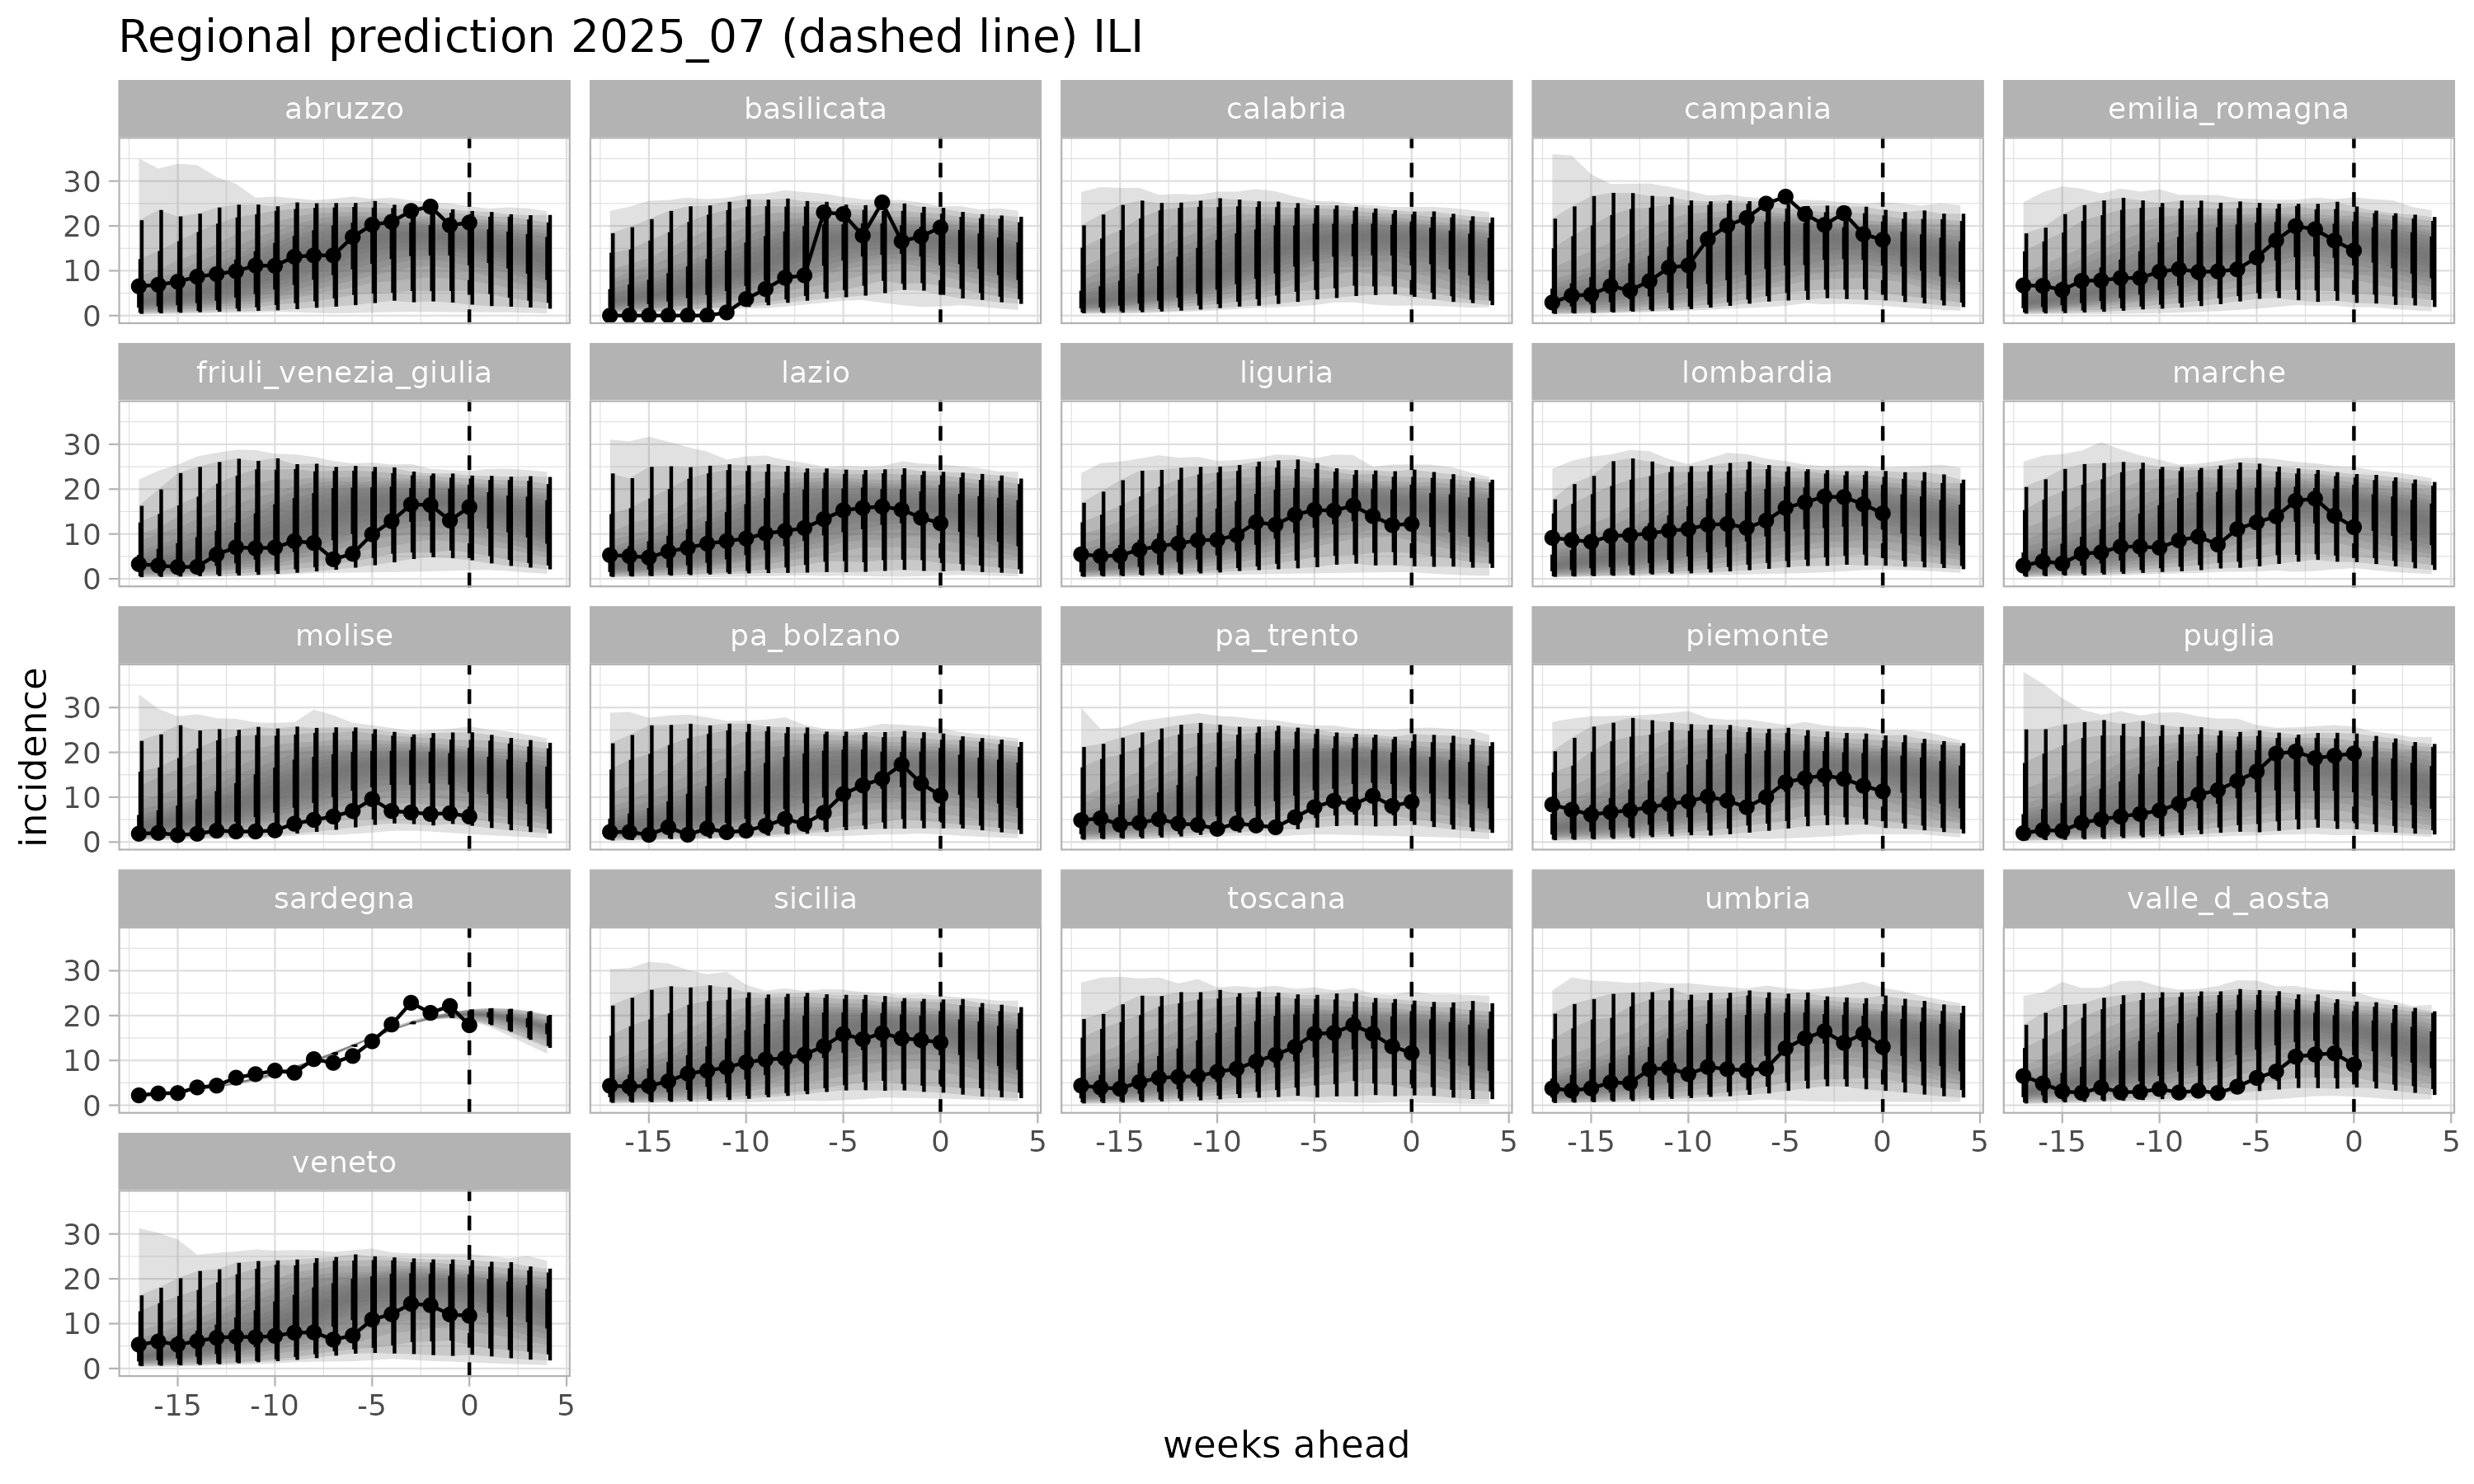 Regional prediction 2025_07 (dashed line) ILI
abruzzo basilicata calabria campania emilia_romagna
30
20
10
0
friuli_venezia_giulia lazio liguria lombardia marche
30
20
10
0
molise pa_bolzano pa_trento piemonte puglia
30
20
10
0
incidence
sardegna sicilia toscana umbria valle_d_aosta
30
20
10
0
-15 -10 -5 0 5 -15 -10 -5 0 5 -15 -10 -5 0 5 -15 -10 -5 0 5
veneto
30
20
10
0
-15 -10 -5 0 5
weeks ahead